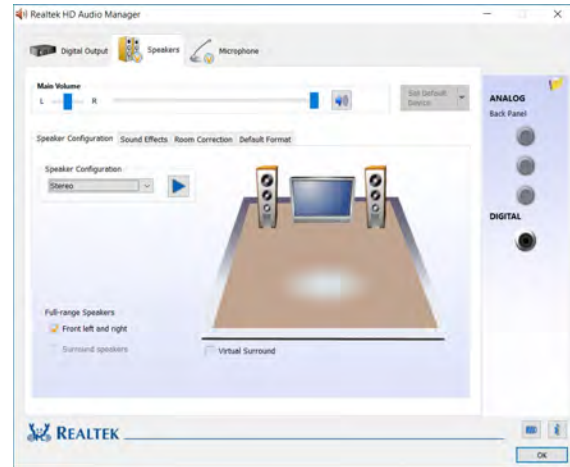 Realtek HD Audio Manager
Digital Output
Speakers
Microphone
Main Volume
L
R
Set Default
Device
ANALOG
Back Panel
Speaker Configuration
Sound Effects
Room Correction
Default Format
Speaker Configuration
Stereo
DIGITAL
Full-range Speakers
Front left and right
Surround speakers
Virtual Surround
REALTEK
OK